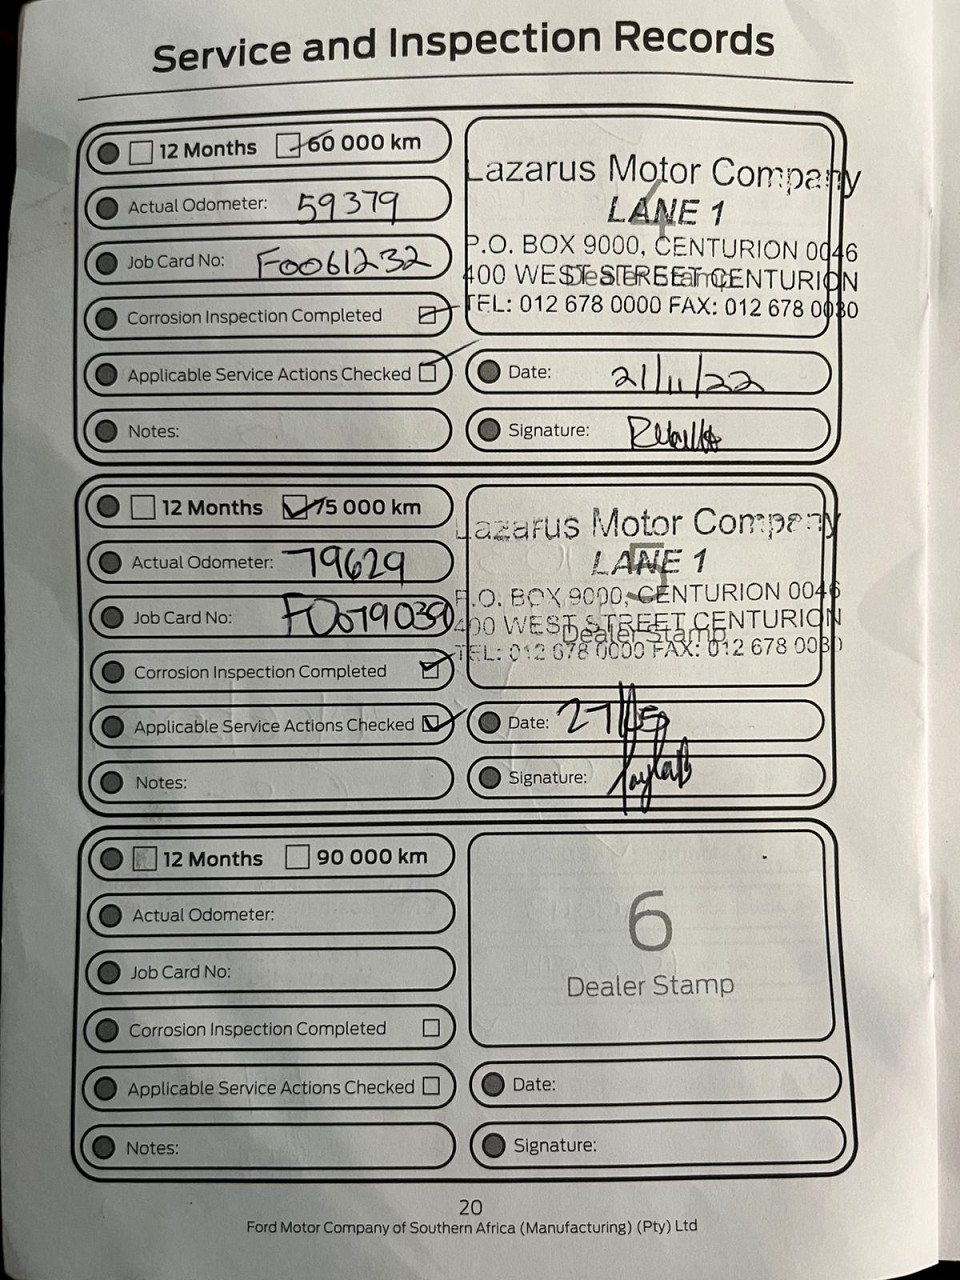 Service and Inspection Records
12 Months 60 000 km
Actual Odometer: 59379
Job Card No: F0061232
Corrosion Inspection Completed
Applicable Service Actions Checked
Notes:
Lazarus Motor Company
4
LANE 1
P.O. BOX 9000, CENTURION 0046
400 WEST STREET CENTURION
Dealer Stamp
TEL: 012 678 0000 FAX: 012 678 0030
Date: 21/11/22
Signature:
12 Months 75 000 km
Actual Odometer: 79629
Job Card No: F0079039
Corrosion Inspection Completed
Applicable Service Actions Checked
Notes:
Lazarus Motor Company
5
LANE 1
P.O. BOX 9000, CENTURION 0046
400 WEST STREET CENTURION
Dealer Stamp
TEL: 012 678 0000 FAX: 012 678 0030
Date:
Signature:
12 Months 90 000 km
Actual Odometer:
Job Card No:
Corrosion Inspection Completed
Applicable Service Actions Checked
Notes:
6
Dealer Stamp
Date:
Signature:
20
Ford Motor Company of Southern Africa (Manufacturing) (Pty) Ltd